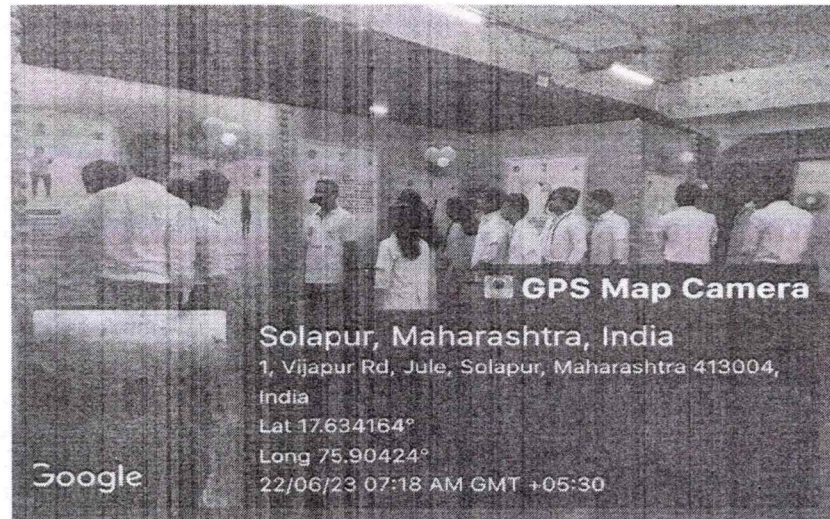 GPS Map Camera
Solapur, Maharashtra, India
1, Vijapur Rd, Jule, Solapur, Maharashtra 413004,
India
Lat 17.634164°
Long 75.90424°
22/06/23 07:18 AM GMT +05:30
Google